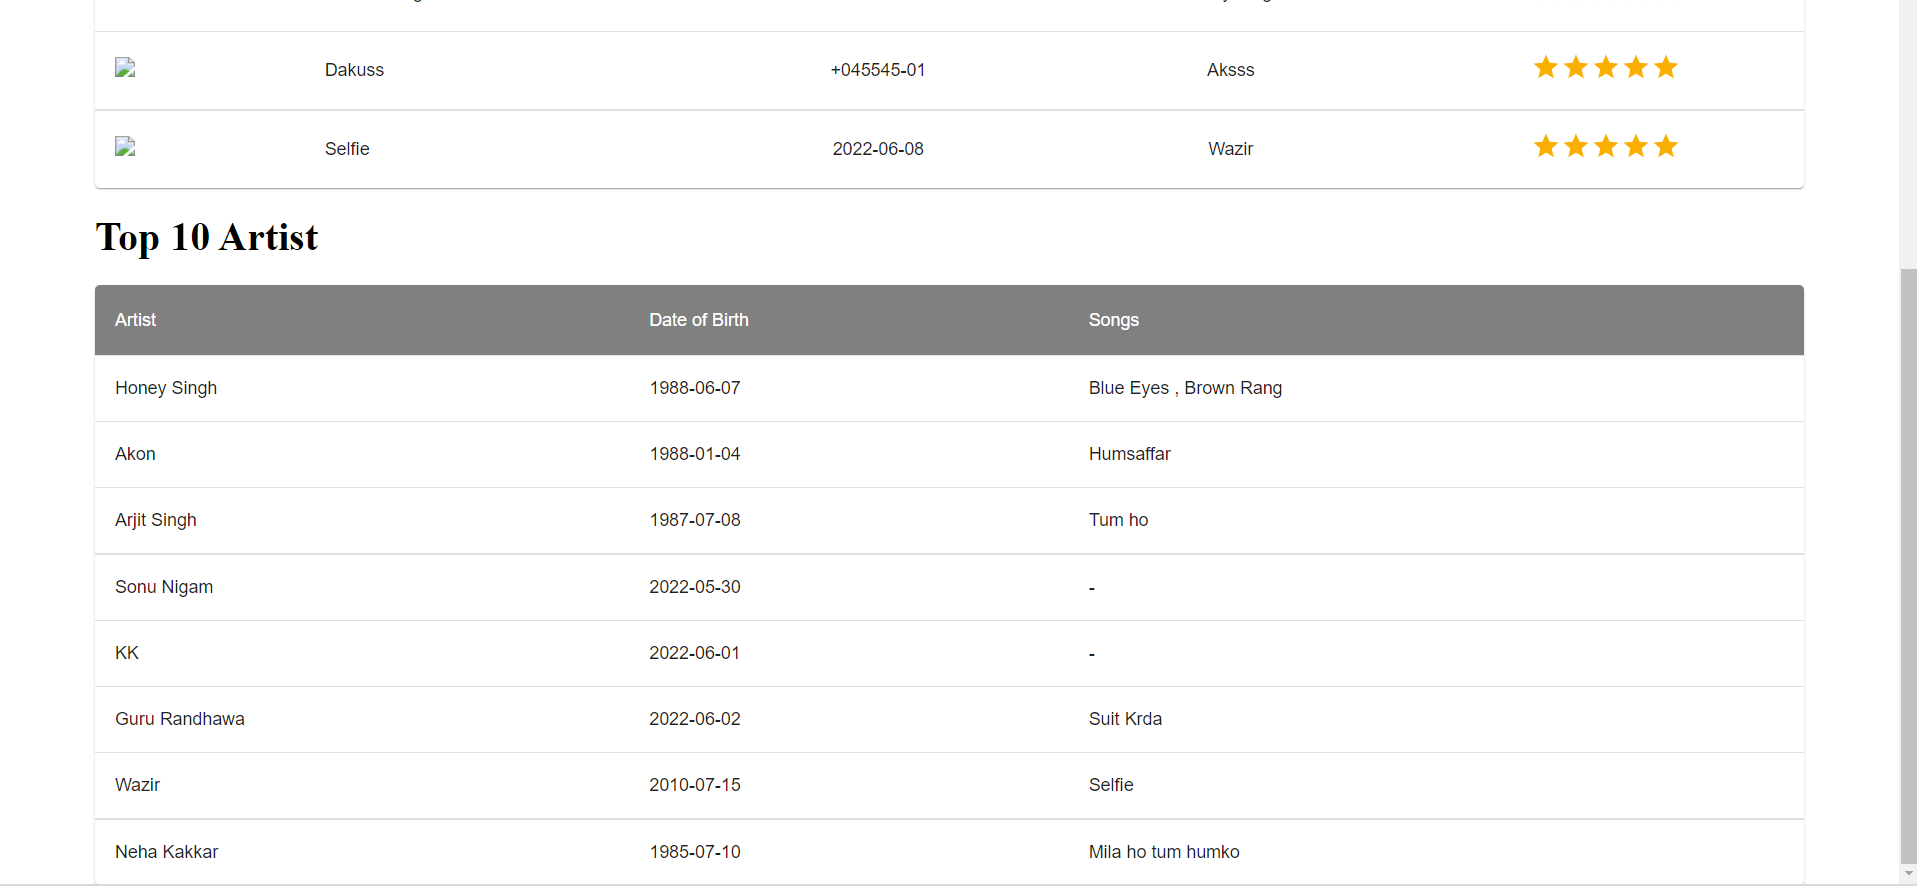 Dakuss +045545-01 Aksss
Selfie 2022-06-08 Wazir
Top 10 Artist
Artist Date of Birth Songs
Honey Singh 1988-06-07 Blue Eyes , Brown Rang
Akon 1988-01-04 Humsaffar
Arjit Singh 1987-07-08 Tum ho
Sonu Nigam 2022-05-30 -
KK 2022-06-01 -
Guru Randhawa 2022-06-02 Suit Krda
Wazir 2010-07-15 Selfie
Neha Kakkar 1985-07-10 Mila ho tum humko